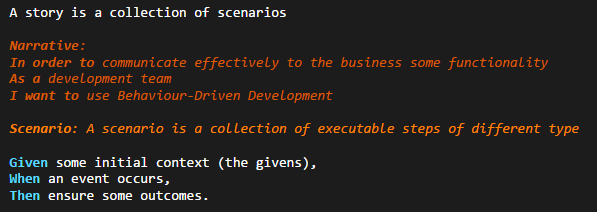 A story is a collection of scenarios
Narrative:
In order to communicate effectively to the business some functionality
As a development team
I want to use Behaviour-Driven Development
Scenario: A scenario is a collection of executable steps of different type
Given some initial context (the givens),
When an event occurs,
Then ensure some outcomes.